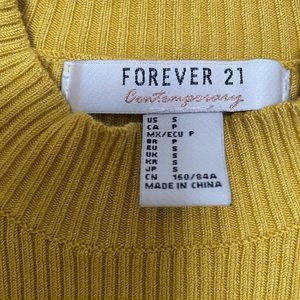 FOREVER 21
Contemporary
US S
CA P
MX/ECU P
BR P
EU S
UK S
KR S
JP S
CN 160/84A
MADE IN CHINA